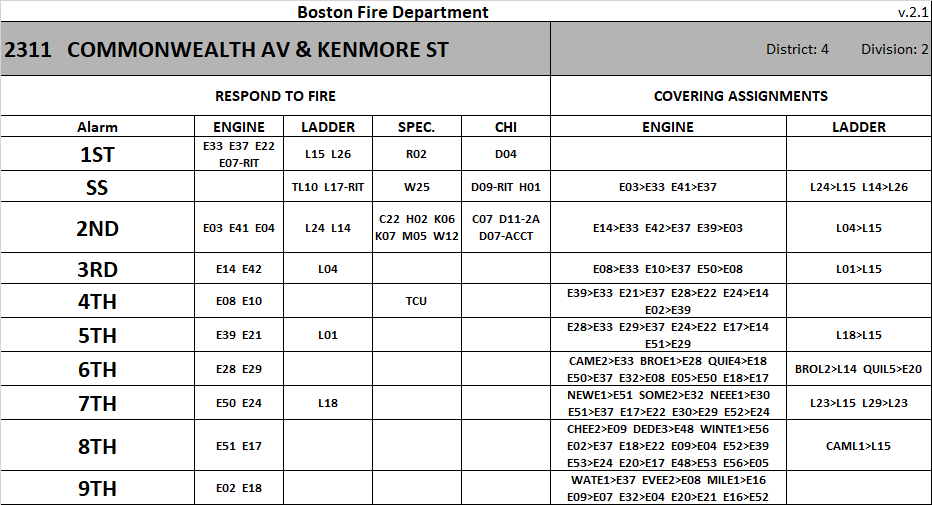 Boston Fire Department v.2.1
2311 COMMONWEALTH AV & KENMORE ST District: 4 Division: 2
RESPOND TO FIRE COVERING ASSIGNMENTS
Alarm ENGINE LADDER SPEC. CHI ENGINE LADDER
1ST E33 E37 E22 E07-RIT L15 L26 R02 D04
SS TL10 L17-RIT W25 D09-RIT H01 E03>E33 E41>E37 L24>L15 L14>L26
2ND E03 E41 E04 L24 L14 C22 H02 K06 K07 M05 W12 C07 D11-2A D07-ACCT E14>E33 E42>E37 E39>E03 L04>L15
3RD E14 E42 L04 E08>E33 E10>E37 E50>E08 L01>L15
4TH E08 E10 TCU E39>E33 E21>E37 E28>E22 E24>E14 E02>E39
5TH E39 E21 L01 E28>E33 E29>E37 E24>E22 E17>E14 E51>E29 L18>L15
6TH E28 E29 CAME2>E33 BROE1>E28 QUIE4>E18 E50>E37 E32>E08 E05>E50 E18>E17 BROL2>L14 QUIL5>E20
7TH E50 E24 L18 NEWE1>E51 SOME2>E32 NEEE1>E30 E51>E37 E17>E22 E30>E29 E52>E24 L23>L15 L29>L23
8TH E51 E17 CHEE2>E09 DEDE3>E48 WINTE1>E56 E02>E37 E18>E22 E09>E04 E52>E39 E53>E24 E20>E17 E48>E53 E56>E05 CAML1>L15
9TH E02 E18 WATE1>E37 EVEE2>E08 MILE1>E16 E09>E07 E32>E04 E20>E21 E16>E52